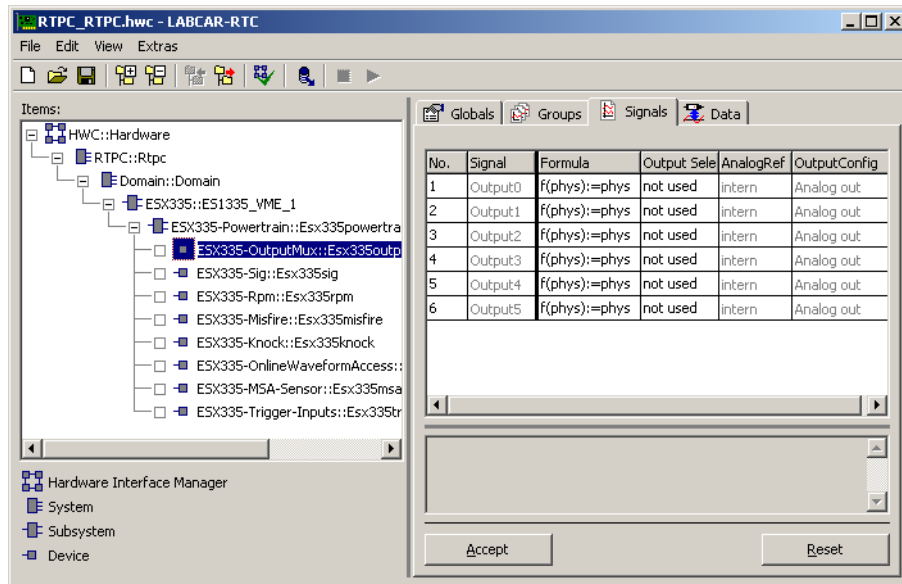 RTPC_RTPC.hwc - LABCAR-RTC
File Edit View Extras
Items:
HWC::Hardware
RTPC::Rtpc
Domain::Domain
ESX335::ES1335_VME_1
ESX335-Powertrain::Esx335powertra
ESX335-OutputMux::Esx335outp
ESX335-Sig::Esx335sig
ESX335-Rpm::Esx335rpm
ESX335-Misfire::Esx335misfire
ESX335-Knock::Esx335knock
ESX335-OnlineWaveformAccess::
ESX335-MSA-Sensor::Esx335msa
ESX335-Trigger-Inputs::Esx335tr
Hardware Interface Manager
System
Subsystem
Device
Globals Groups Signals Data
No. Signal Formula Output Sele AnalogRef OutputConfig
1 Output0 f(phys):=phys not used intern Analog out
2 Output1 f(phys):=phys not used intern Analog out
3 Output2 f(phys):=phys not used intern Analog out
4 Output3 f(phys):=phys not used intern Analog out
5 Output4 f(phys):=phys not used intern Analog out
6 Output5 f(phys):=phys not used intern Analog out
Accept Reset